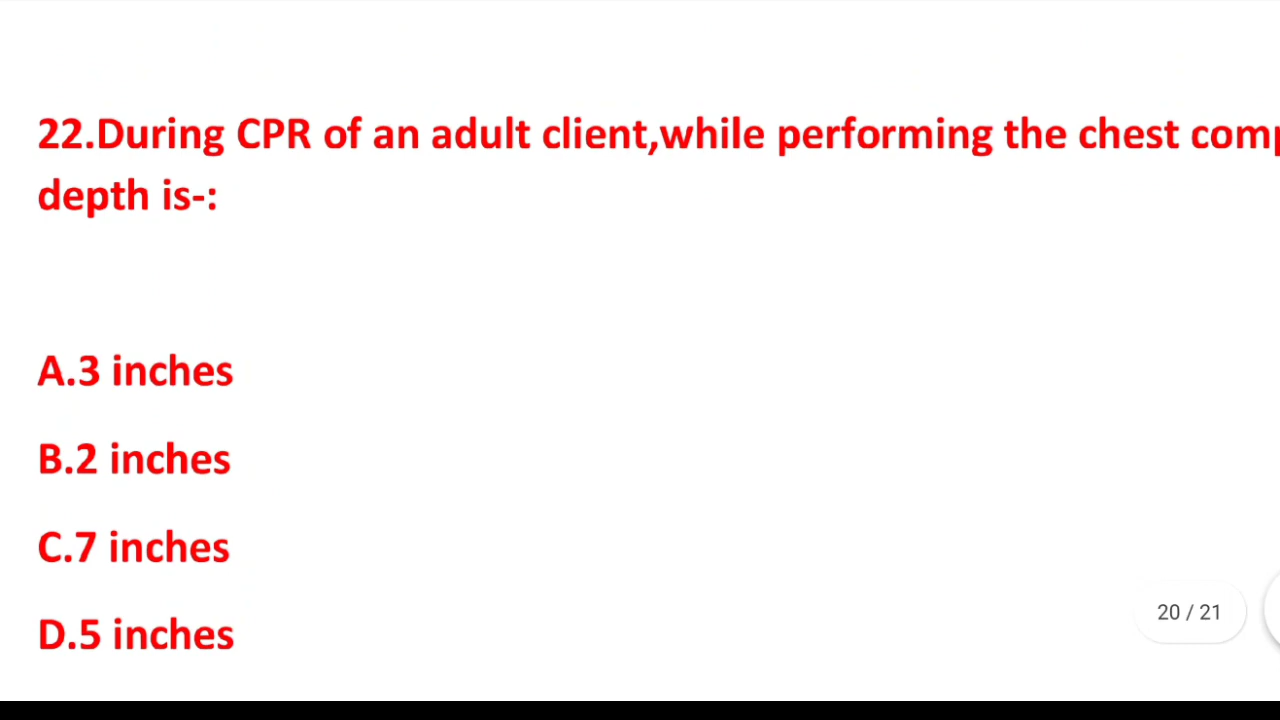 22.During CPR of an adult client,while performing the chest
depth is-:
A.3 inches
B.2 inches
C.7 inches
D.5 inches
20 / 21